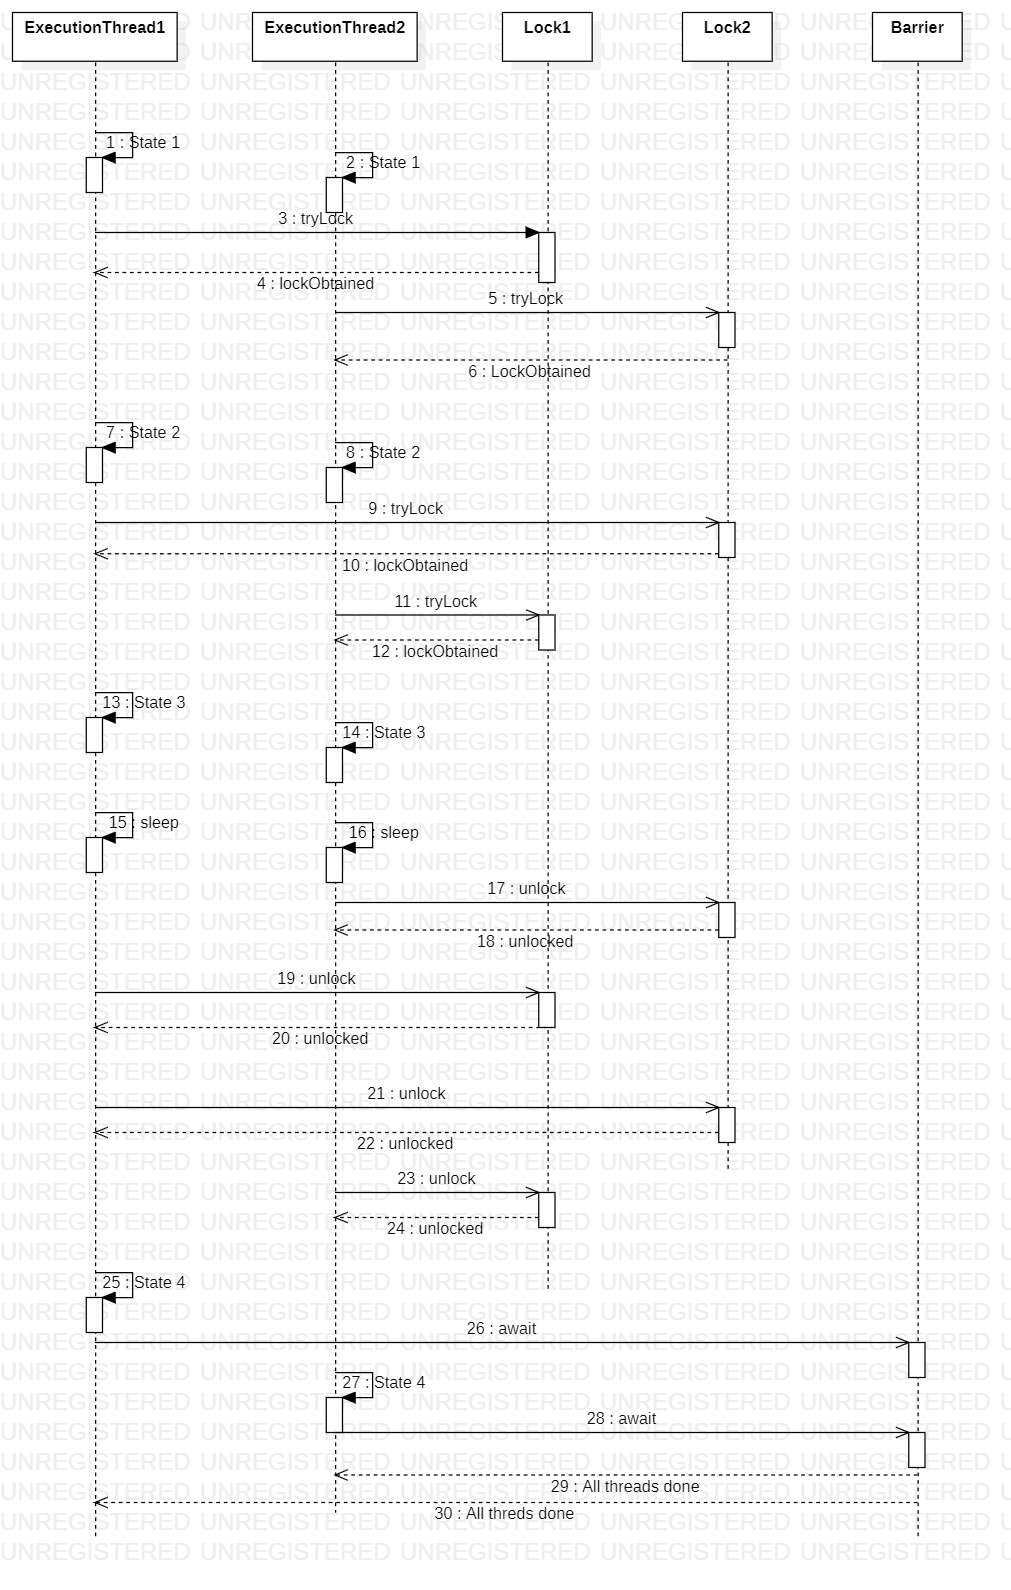 ExecutionThread1
ExecutionThread2
Lock1
Lock2
Barrier
1 : State 1
2 : State 1
3 : tryLock
4 : lockObtained
5 : tryLock
6 : LockObtained
7 : State 2
8 : State 2
9 : tryLock
10 : lockObtained
11 : tryLock
12 : lockObtained
13 : State 3
14 : State 3
15 : sleep
16 : sleep
17 : unlock
18 : unlocked
19 : unlock
20 : unlocked
21 : unlock
22 : unlocked
23 : unlock
24 : unlocked
25 : State 4
26 : await
27 : State 4
28 : await
29 : All threads done
30 : All threds done
UNREGISTERED